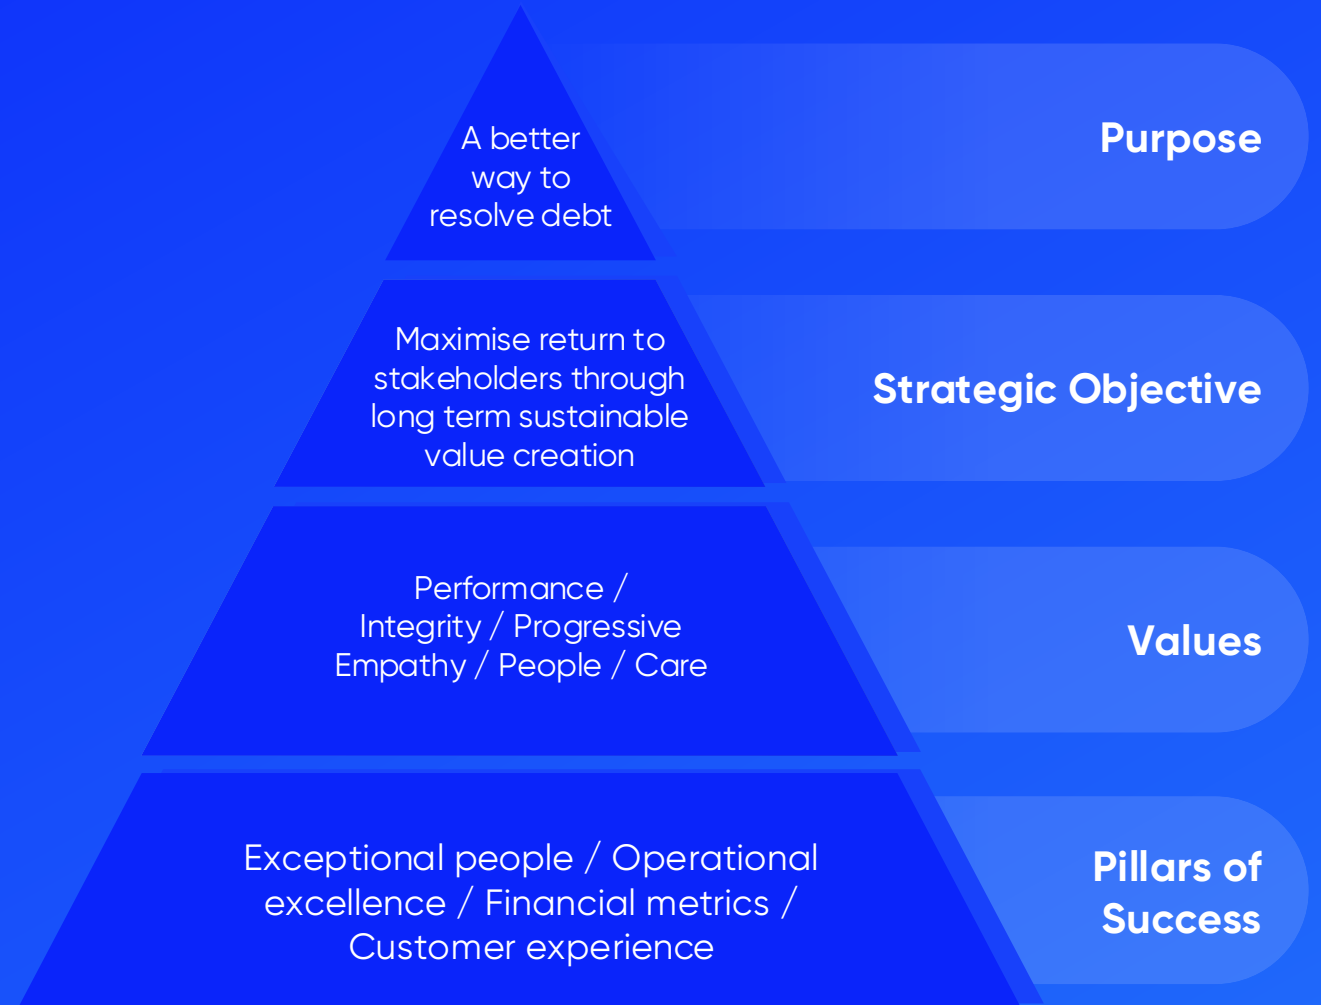 A better
way to
resolve debt
Purpose
Maximise return to
stakeholders through
long term sustainable
value creation
Strategic Objective
Performance /
Integrity / Progressive
Empathy / People / Care
Values
Exceptional people / Operational
excellence / Financial metrics /
Customer experience
Pillars of
Success